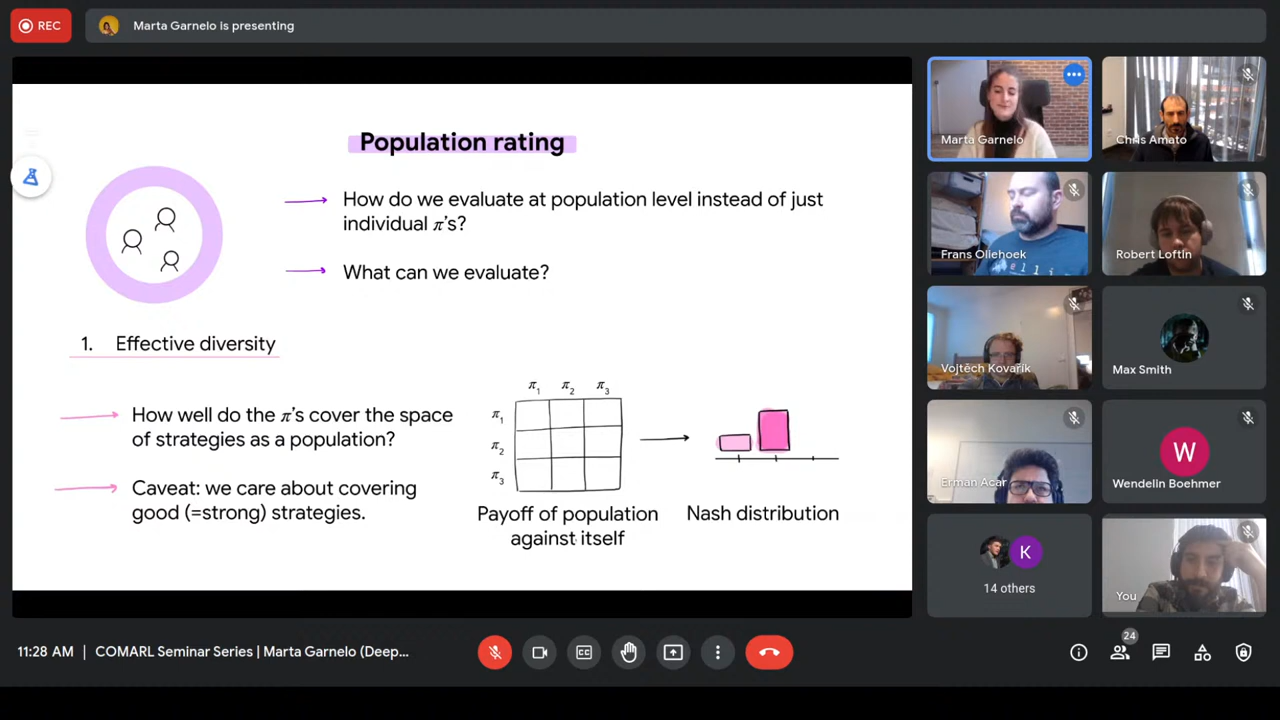 REC
Marta Garnelo is presenting
Population rating
How do we evaluate at population level instead of just
individual π's?
What can we evaluate?
1. Effective diversity
How well do the π's cover the space
of strategies as a population?
Caveat: we care about covering
good (=strong) strategies.
π1 π2 π3
π1
π2
π3
Payoff of population
against itself
Nash distribution
Marta Garnelo
Chris Amato
Frans Oliehoek
Robert Loftin
Vojtěch Kovařík
Max Smith
Erman Acar
W
Wendelin Boehmer
K
14 others
You
11:28 AM | COMARL Seminar Series | Marta Garnelo (Deep...
CC
24